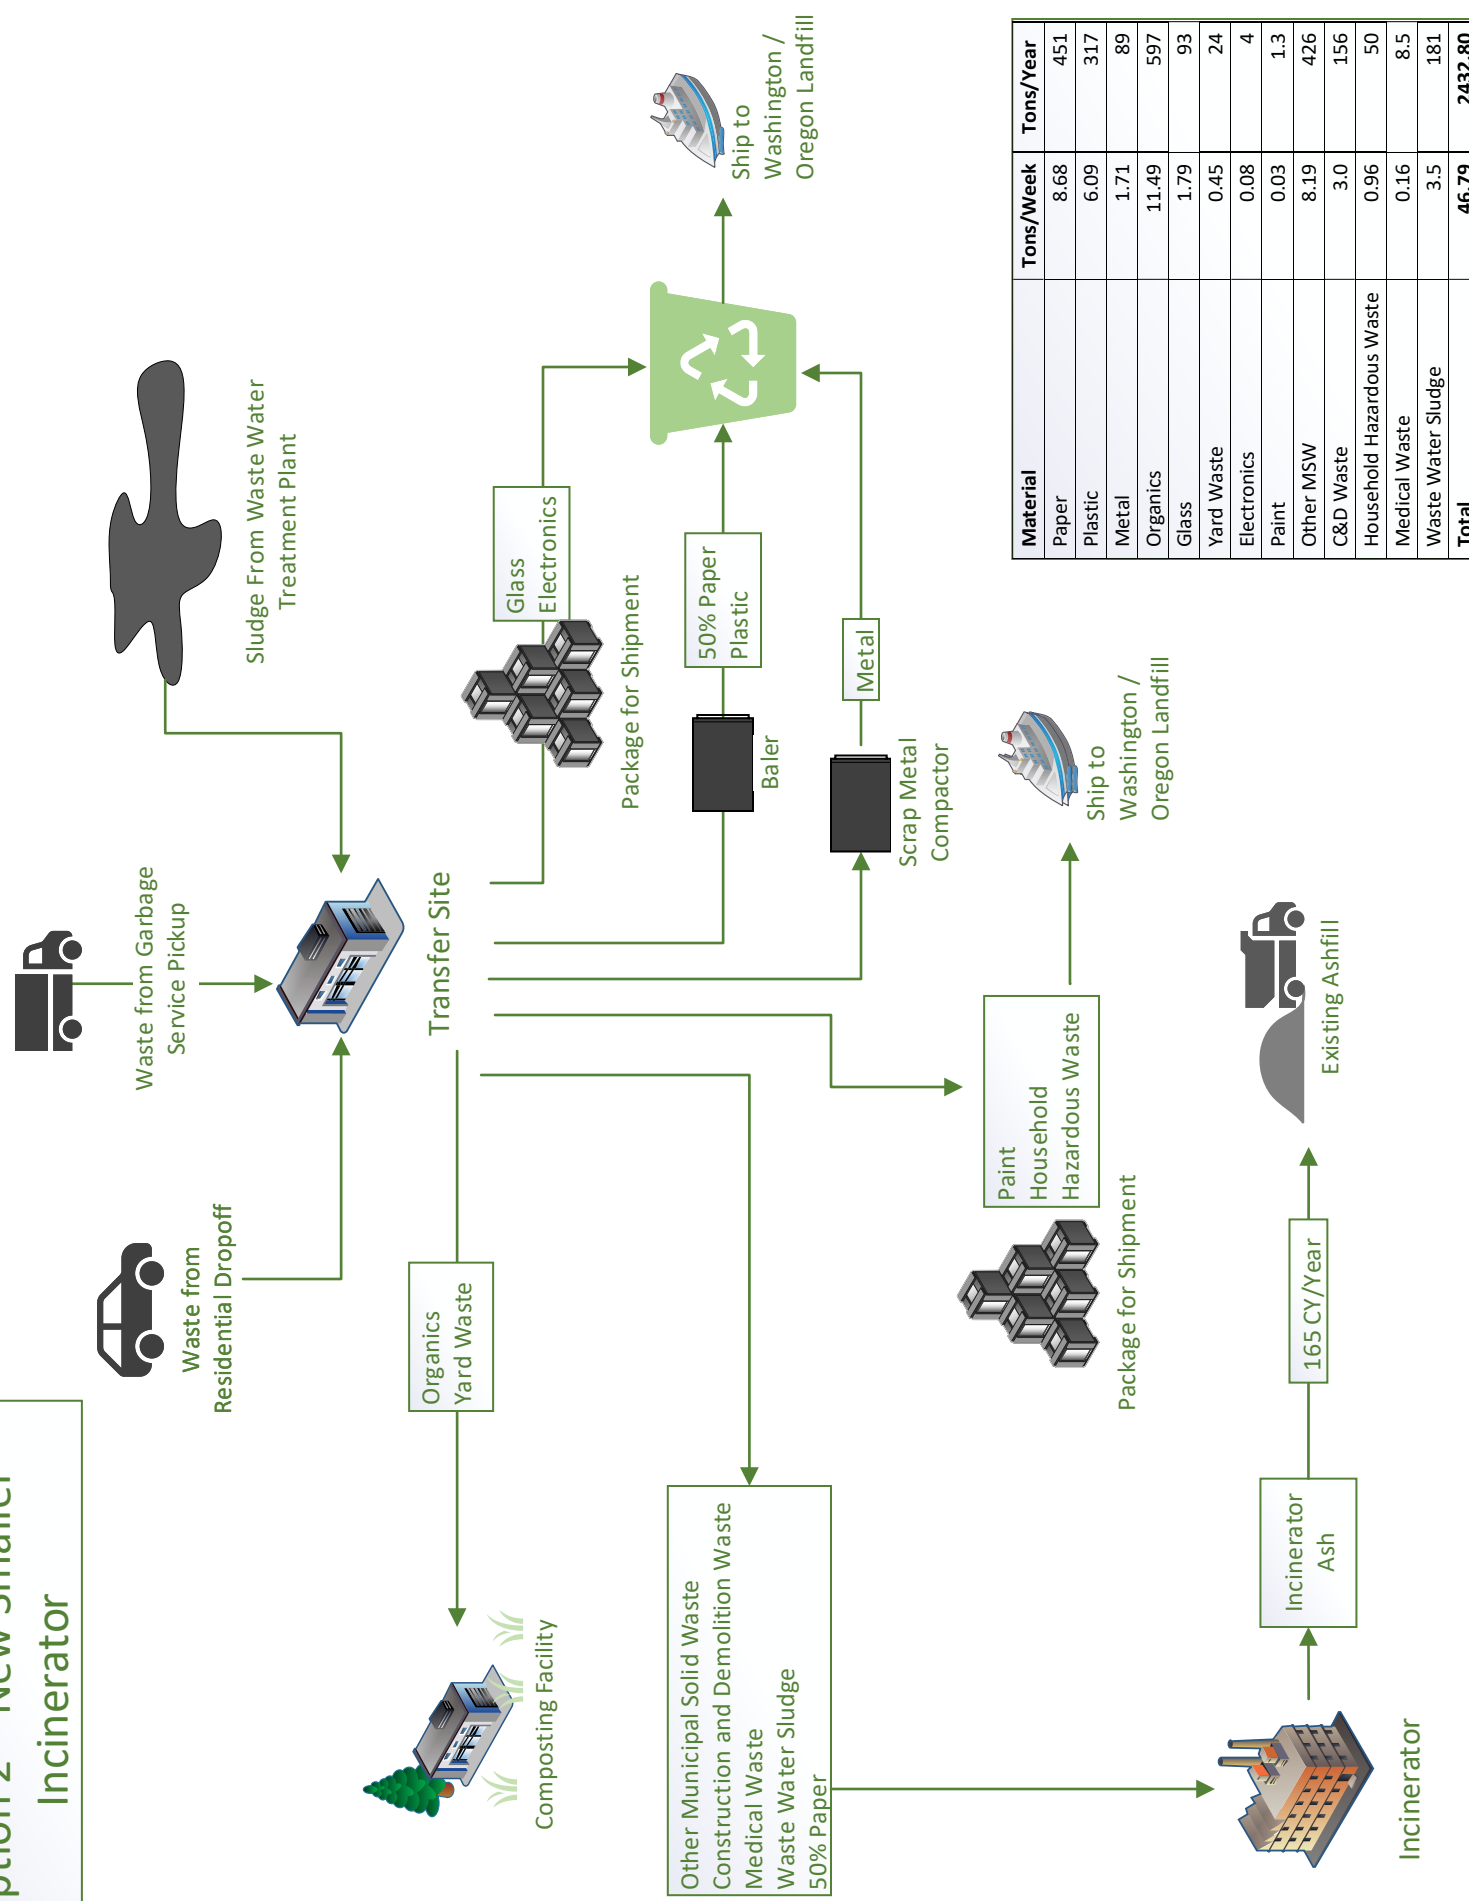 Incinerator
Waste from
Residential Dropoff
Waste from Garbage
Service Pickup
Sludge From Waste Water
Treatment Plant
Transfer Site
Organics
Yard Waste
Composting Facility
Glass
Electronics
Package for Shipment
50% Paper
Plastic
Baler
Metal
Scrap Metal
Compactor
Ship to
Washington /
Oregon Landfill
Other Municipal Solid Waste
Construction and Demolition Waste
Medical Waste
Waste Water Sludge
50% Paper
Paint
Household
Hazardous Waste
Package for Shipment
Ship to
Washington /
Oregon Landfill
Incinerator
Incinerator
Ash
165 CY/Year
Existing Ashfill
Material Tons/Week Tons/Year
Paper 8.68 451
Plastic 6.09 317
Metal 1.71 89
Organics 11.49 597
Glass 1.79 93
Yard Waste 0.45 24
Electronics 0.08 4
Paint 0.03 1.3
Other MSW 8.19 426
C&D Waste 3.0 156
Household Hazardous Waste 0.96 50
Medical Waste 0.16 8.5
Waste Water Sludge 3.5 181
Total 46.79 2432.80